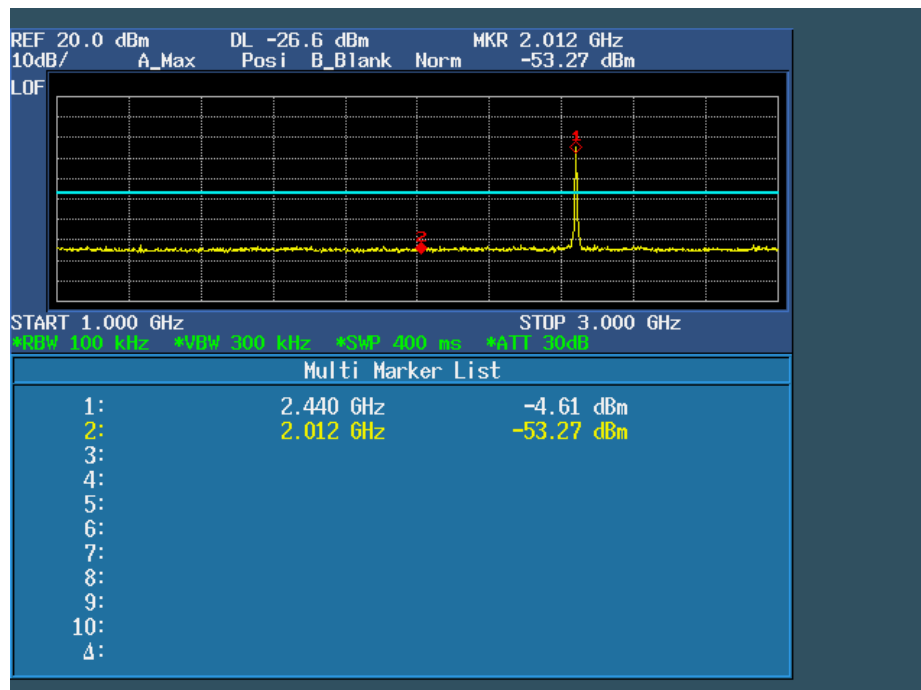 REF 20.0 dBm DL -26.6 dBm MKR 2.012 GHz
10dB/ A_Max Posi B_Blank Norm -53.27 dBm
LOF
1
2
START 1.000 GHz STOP 3.000 GHz
*RBW 100 kHz *VBW 300 kHz *SWP 400 ms *ATT 30dB
Multi Marker List
1: 2.440 GHz -4.61 dBm
2: 2.012 GHz -53.27 dBm
3:
4:
5:
6:
7:
8:
9:
10:
Δ: